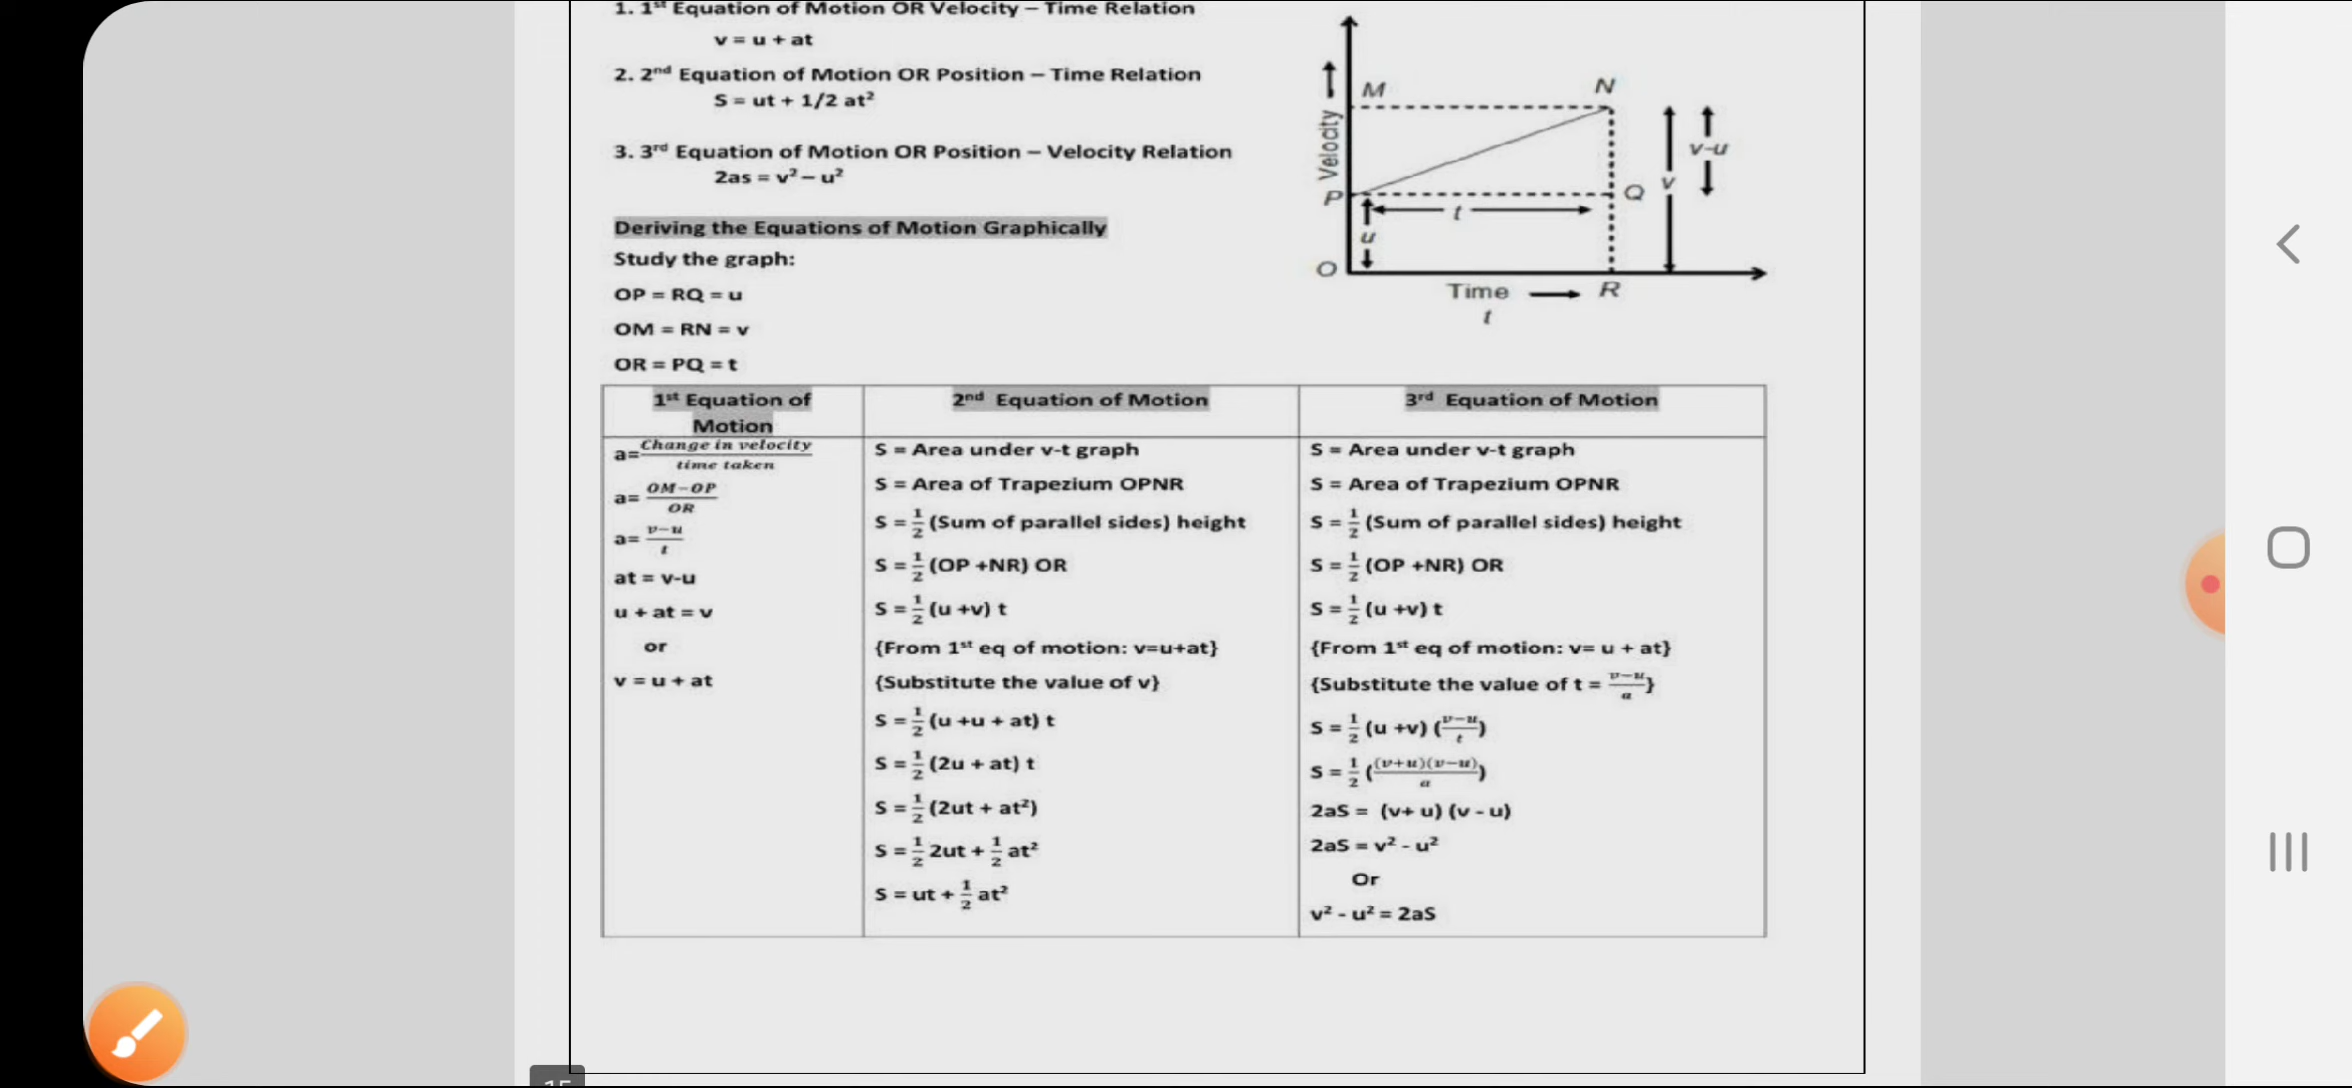 1. 1st Equation of Motion OR Velocity – Time Relation
v = u + at
2. 2nd Equation of Motion OR Position – Time Relation
S = ut + 1/2 at²
3. 3rd Equation of Motion OR Position – Velocity Relation
2as = v² – u²
Deriving the Equations of Motion Graphically
Study the graph:
OP = RQ = u
OM = RN = v
OR = PQ = t
Velocity
M
N
v-u
v
P
Q
t
u
O
Time
R
t
1st Equation of
Motion
a= Change in velocity / time taken
a= OM−OP / OR
a= v−u / t
at = v-u
u + at = v
or
v = u + at
2nd Equation of Motion
S = Area under v-t graph
S = Area of Trapezium OPNR
S = 1/2 (Sum of parallel sides) height
S = 1/2 (OP +NR) OR
S = 1/2 (u +v) t
{From 1st eq of motion: v=u+at}
{Substitute the value of v}
S = 1/2 (u +u + at) t
S = 1/2 (2u + at) t
S = 1/2 (2ut + at²)
S = 1/2 2ut + 1/2 at²
S = ut + 1/2 at²
3rd Equation of Motion
S = Area under v-t graph
S = Area of Trapezium OPNR
S = 1/2 (Sum of parallel sides) height
S = 1/2 (OP +NR) OR
S = 1/2 (u +v) t
{From 1st eq of motion: v= u + at}
{Substitute the value of t = v−u / a}
S = 1/2 (u +v) (v−u / t)
S = 1/2 ((v+u)(v−u) / a)
2aS = (v+ u) (v - u)
2aS = v² - u²
Or
v² - u² = 2aS
15